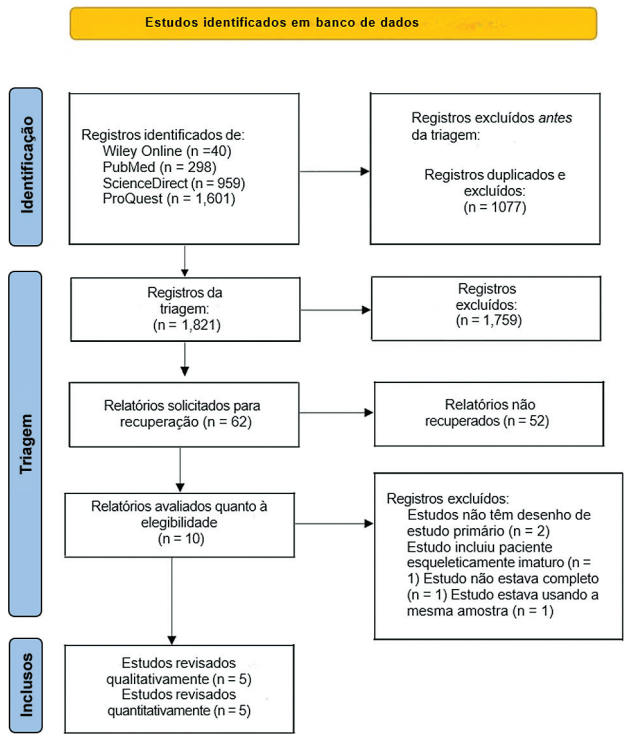 Estudos identificados em banco de dados
Identificação
Registros identificados de:
Wiley Online (n =40)
PubMed (n = 298)
ScienceDirect (n = 959)
ProQuest (n = 1,601)
Registros excluídos antes
da triagem:
Registros duplicados e
excluídos:
(n = 1077)
Triagem
Registros da
triagem:
(n = 1,821)
Registros
excluídos:
(n = 1,759)
Relatórios solicitados para
recuperação (n = 62)
Relatórios não
recuperados (n = 52)
Relatórios avaliados quanto à
elegibilidade
(n = 10)
Registros excluídos:
Estudos não têm desenho de
estudo primário (n = 2)
Estudo incluiu paciente
esqueleticamente imaturo (n =
1) Estudo não estava completo
(n = 1) Estudo estava usando a
mesma amostra (n = 1)
Inclusos
Estudos revisados
qualitativamente (n = 5)
Estudos revisados
quantitativamente (n = 5)